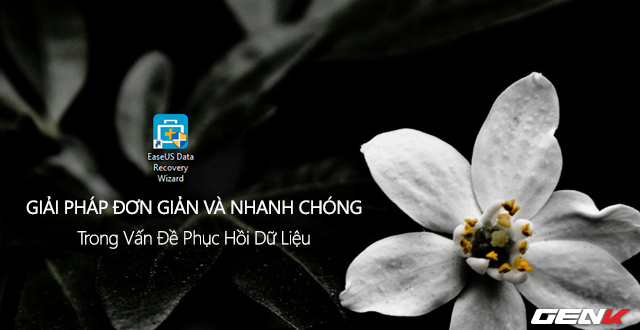 EaseUS Data
Recovery
Wizard
GIẢI PHÁP ĐƠN GIẢN VÀ NHANH CHÓNG
Trong Vấn Đề Phục Hồi Dữ Liệu
GENK